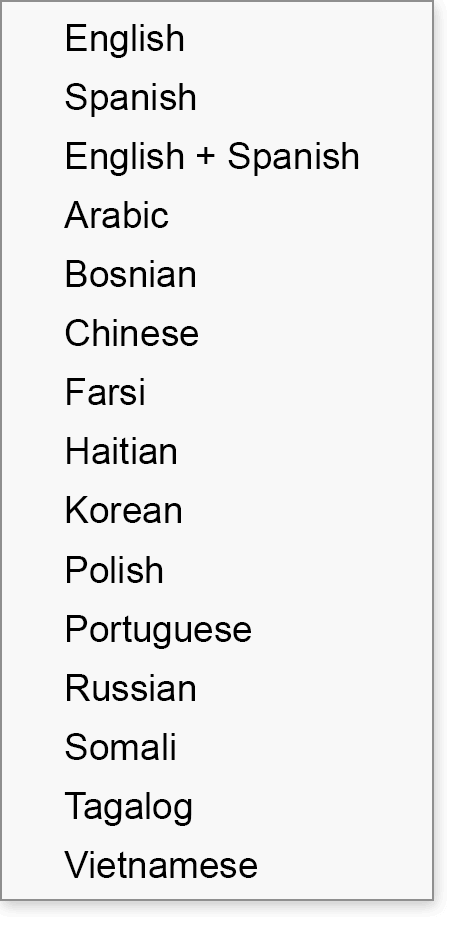 English
Spanish
English + Spanish
Arabic
Bosnian
Chinese
Farsi
Haitian
Korean
Polish
Portuguese
Russian
Somali
Tagalog
Vietnamese